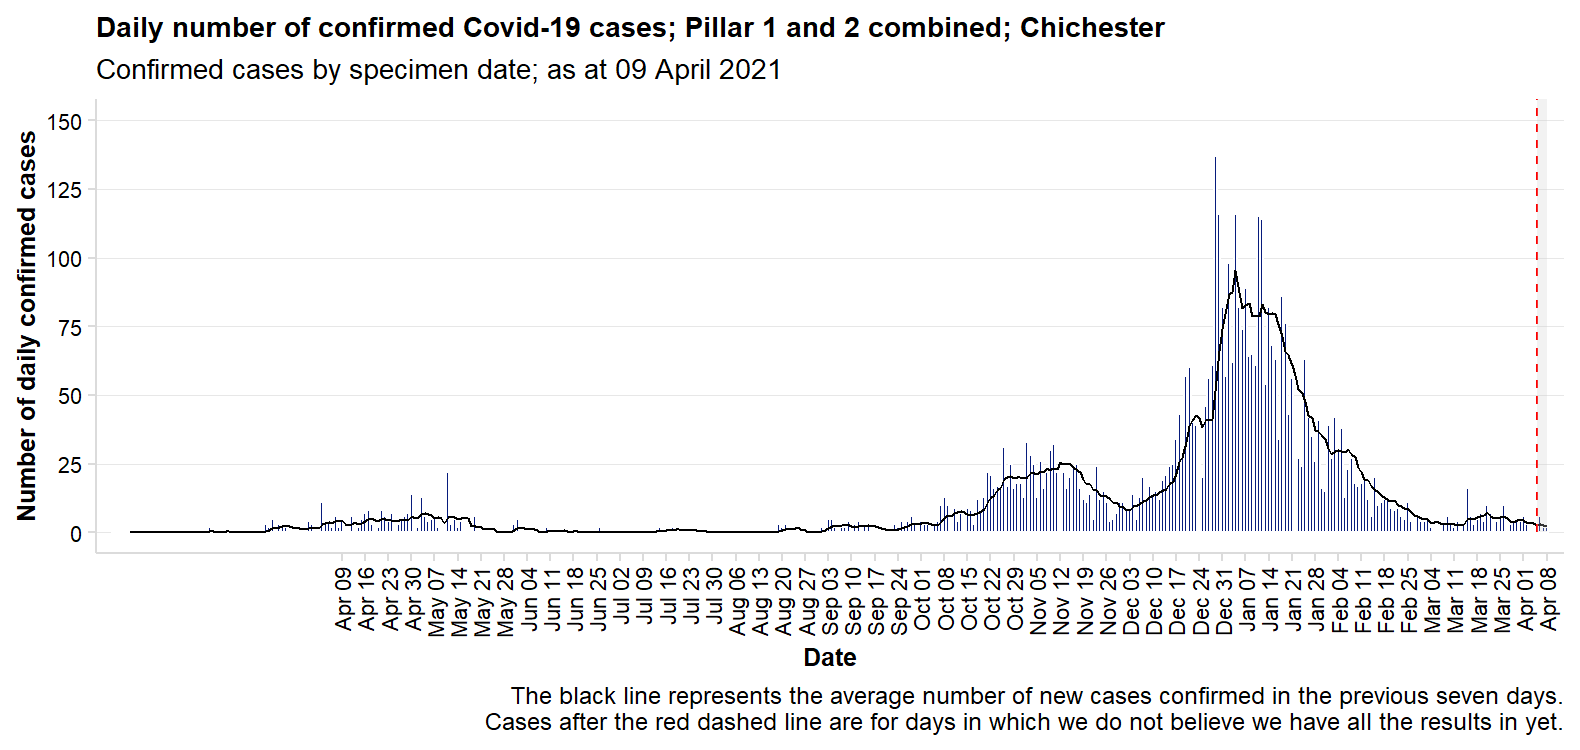 Daily number of confirmed Covid-19 cases; Pillar 1 and 2 combined; Chichester
Confirmed cases by specimen date; as at 09 April 2021
Number of daily confirmed cases
150
125
100
75
50
25
0
Apr 09
Apr 16
Apr 23
Apr 30
May 07
May 14
May 21
May 28
Jun 04
Jun 11
Jun 18
Jun 25
Jul 02
Jul 09
Jul 16
Jul 23
Jul 30
Aug 06
Aug 13
Aug 20
Aug 27
Sep 03
Sep 10
Sep 17
Sep 24
Oct 01
Oct 08
Oct 15
Oct 22
Oct 29
Nov 05
Nov 12
Nov 19
Nov 26
Dec 03
Dec 10
Dec 17
Dec 24
Dec 31
Jan 07
Jan 14
Jan 21
Jan 28
Feb 04
Feb 11
Feb 18
Feb 25
Mar 04
Mar 11
Mar 18
Mar 25
Apr 01
Apr 08
Date
The black line represents the average number of new cases confirmed in the previous seven days.
Cases after the red dashed line are for days in which we do not believe we have all the results in yet.